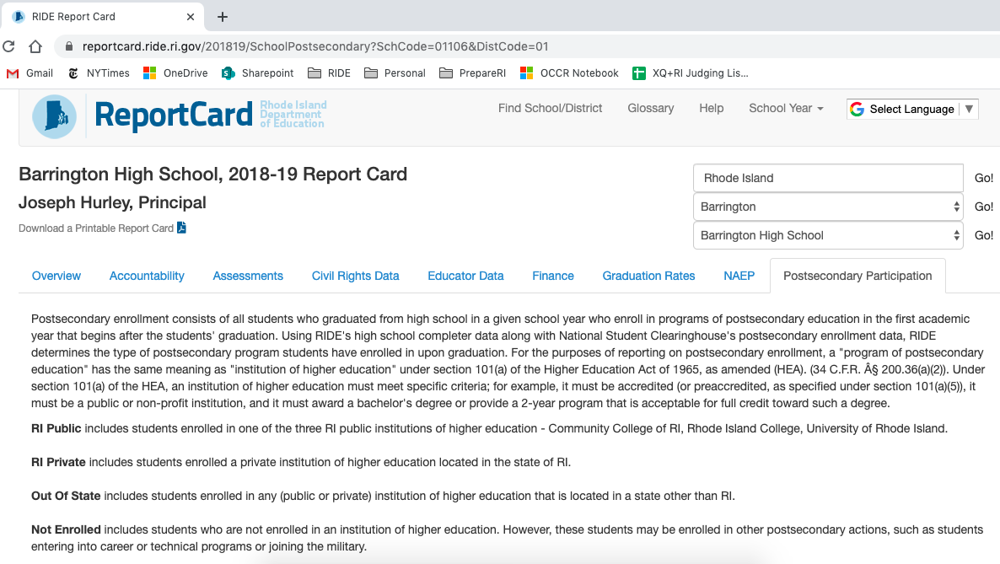 RIDE Report Card
reportcard.ride.ri.gov/201819/SchoolPostsecondary?SchCode=01106&DistCode=01
Gmail NYTimes OneDrive Sharepoint RIDE Personal PrepareRI OCCR Notebook XQ+RI Judging Lis...
ReportCard Rhode Island
Department
of Education
Find School/District Glossary Help School Year Select Language
Barrington High School, 2018-19 Report Card
Joseph Hurley, Principal
Download a Printable Report Card
Rhode Island Go!
Barrington Go!
Barrington High School Go!
Overview Accountability Assessments Civil Rights Data Educator Data Finance Graduation Rates NAEP Postsecondary Participation
Postsecondary enrollment consists of all students who graduated from high school in a given school year who enroll in programs of postsecondary education in the first academic
year that begins after the students' graduation. Using RIDE's high school completer data along with National Student Clearinghouse's postsecondary enrollment data, RIDE
determines the type of postsecondary program students have enrolled in upon graduation. For the purposes of reporting on postsecondary enrollment, a "program of postsecondary
education" has the same meaning as "institution of higher education" under section 101(a) of the Higher Education Act of 1965, as amended (HEA). (34 C.F.R. Â§ 200.36(a)(2)). Under
section 101(a) of the HEA, an institution of higher education must meet specific criteria; for example, it must be accredited (or preaccredited, as specified under section 101(a)(5)), it
must be a public or non-profit institution, and it must award a bachelor's degree or provide a 2-year program that is acceptable for full credit toward such a degree.
RI Public includes students enrolled in one of the three RI public institutions of higher education - Community College of RI, Rhode Island College, University of Rhode Island.
RI Private includes students enrolled a private institution of higher education located in the state of RI.
Out Of State includes students enrolled in any (public or private) institution of higher education that is located in a state other than RI.
Not Enrolled includes students who are not enrolled in an institution of higher education. However, these students may be enrolled in other postsecondary actions, such as students
entering into career or technical programs or joining the military.